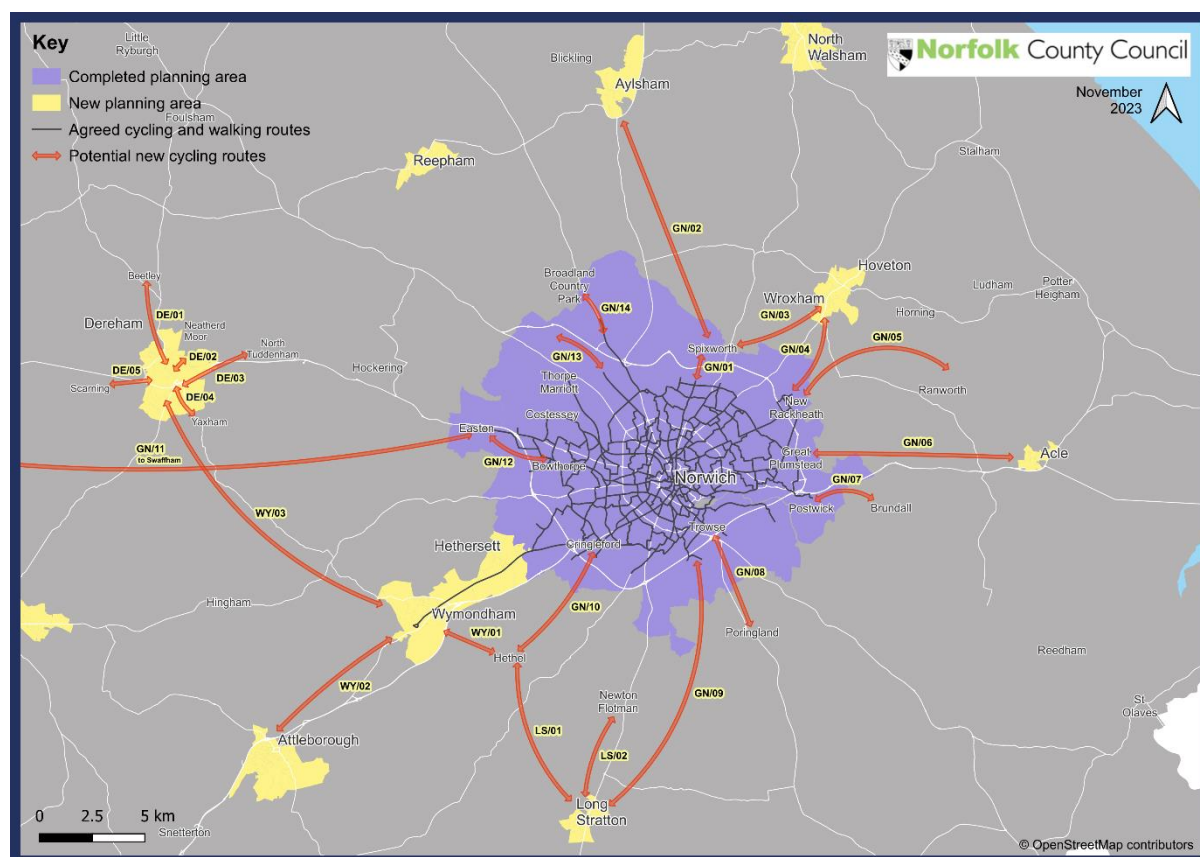 Key
Completed planning area
New planning area
Agreed cycling and walking routes
Potential new cycling routes
Norfolk County Council
November
2023
Little
Ryburgh
Foulsham
Blickling
Aylsham
North
Walsham
Reepham
Stalham
GN/02
Beetley
Broadland
Country
Park
Hoveton
Wroxham
Ludham
Potter
Heigham
Horning
DE/01
Dereham
Neatherd
Moor
GN/14
GN/03
DE/02
North
Tuddenham
Spixworth
GN/04
GN/05
DE/05
DE/03
Hockering
GN/13
GN/01
Scarning
Thorpe
Marriott
Ranworth
DE/04
New
Rackheath
Yaxham
Costessey
Easton
GN/06
GN/11
to Swaffham
GN/12
Bowthorpe
Great
Plumstead
Acle
Norwich
GN/07
Postwick
Brundall
WY/03
Trowse
Hethersett
Cringleford
GN/08
Hingham
GN/10
Wymondham
WY/01
Poringland
Hethel
Reedham
WY/02
Newton
Flotman
GN/09
St
Olaves
LS/01
Attleborough
LS/02
Long
Stratton
0 2.5 5 km
Snetterton
© OpenStreetMap contributors